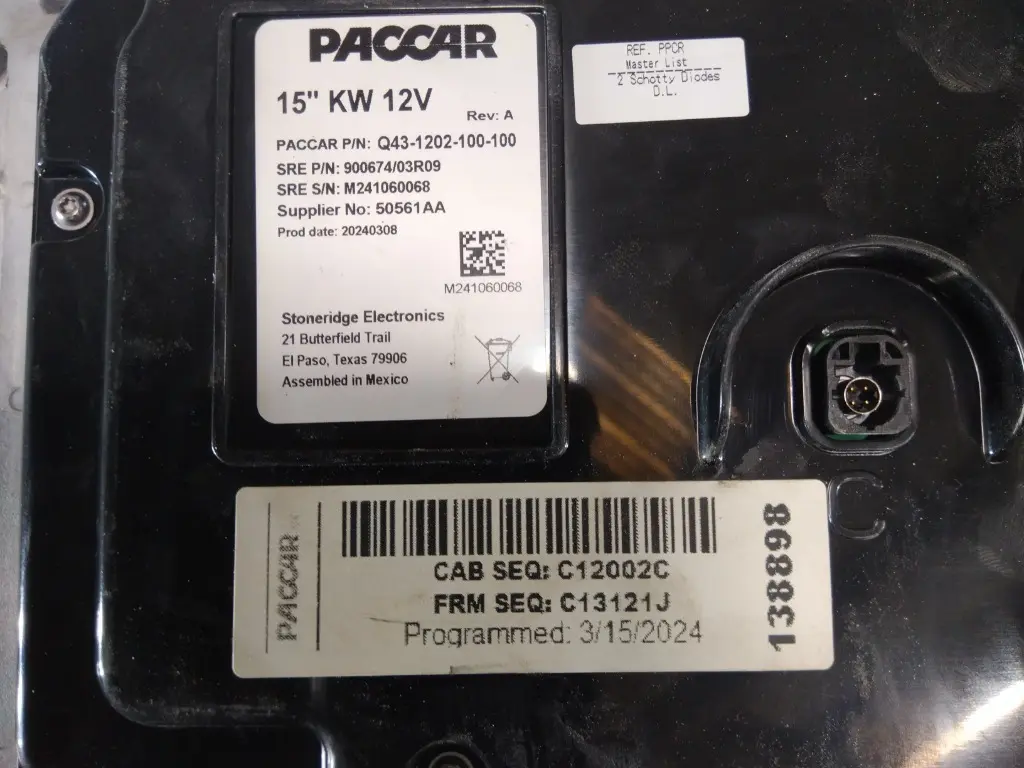 PACCAR
15" KW 12V
Rev: A
PACCAR P/N: Q43-1202-100-100
SRE P/N: 900674/03R09
SRE S/N: M241060068
Supplier No: 50561AA
Prod date: 20240308
M241060068
Stoneridge Electronics
21 Butterfield Trail
El Paso, Texas 79906
Assembled in Mexico
REF. PPCR
Master List
2 Schotty Diodes
D.L.
C
PACCAR
CAB SEQ: C12002C
FRM SEQ: C13121J
Programmed: 3/15/2024
138898